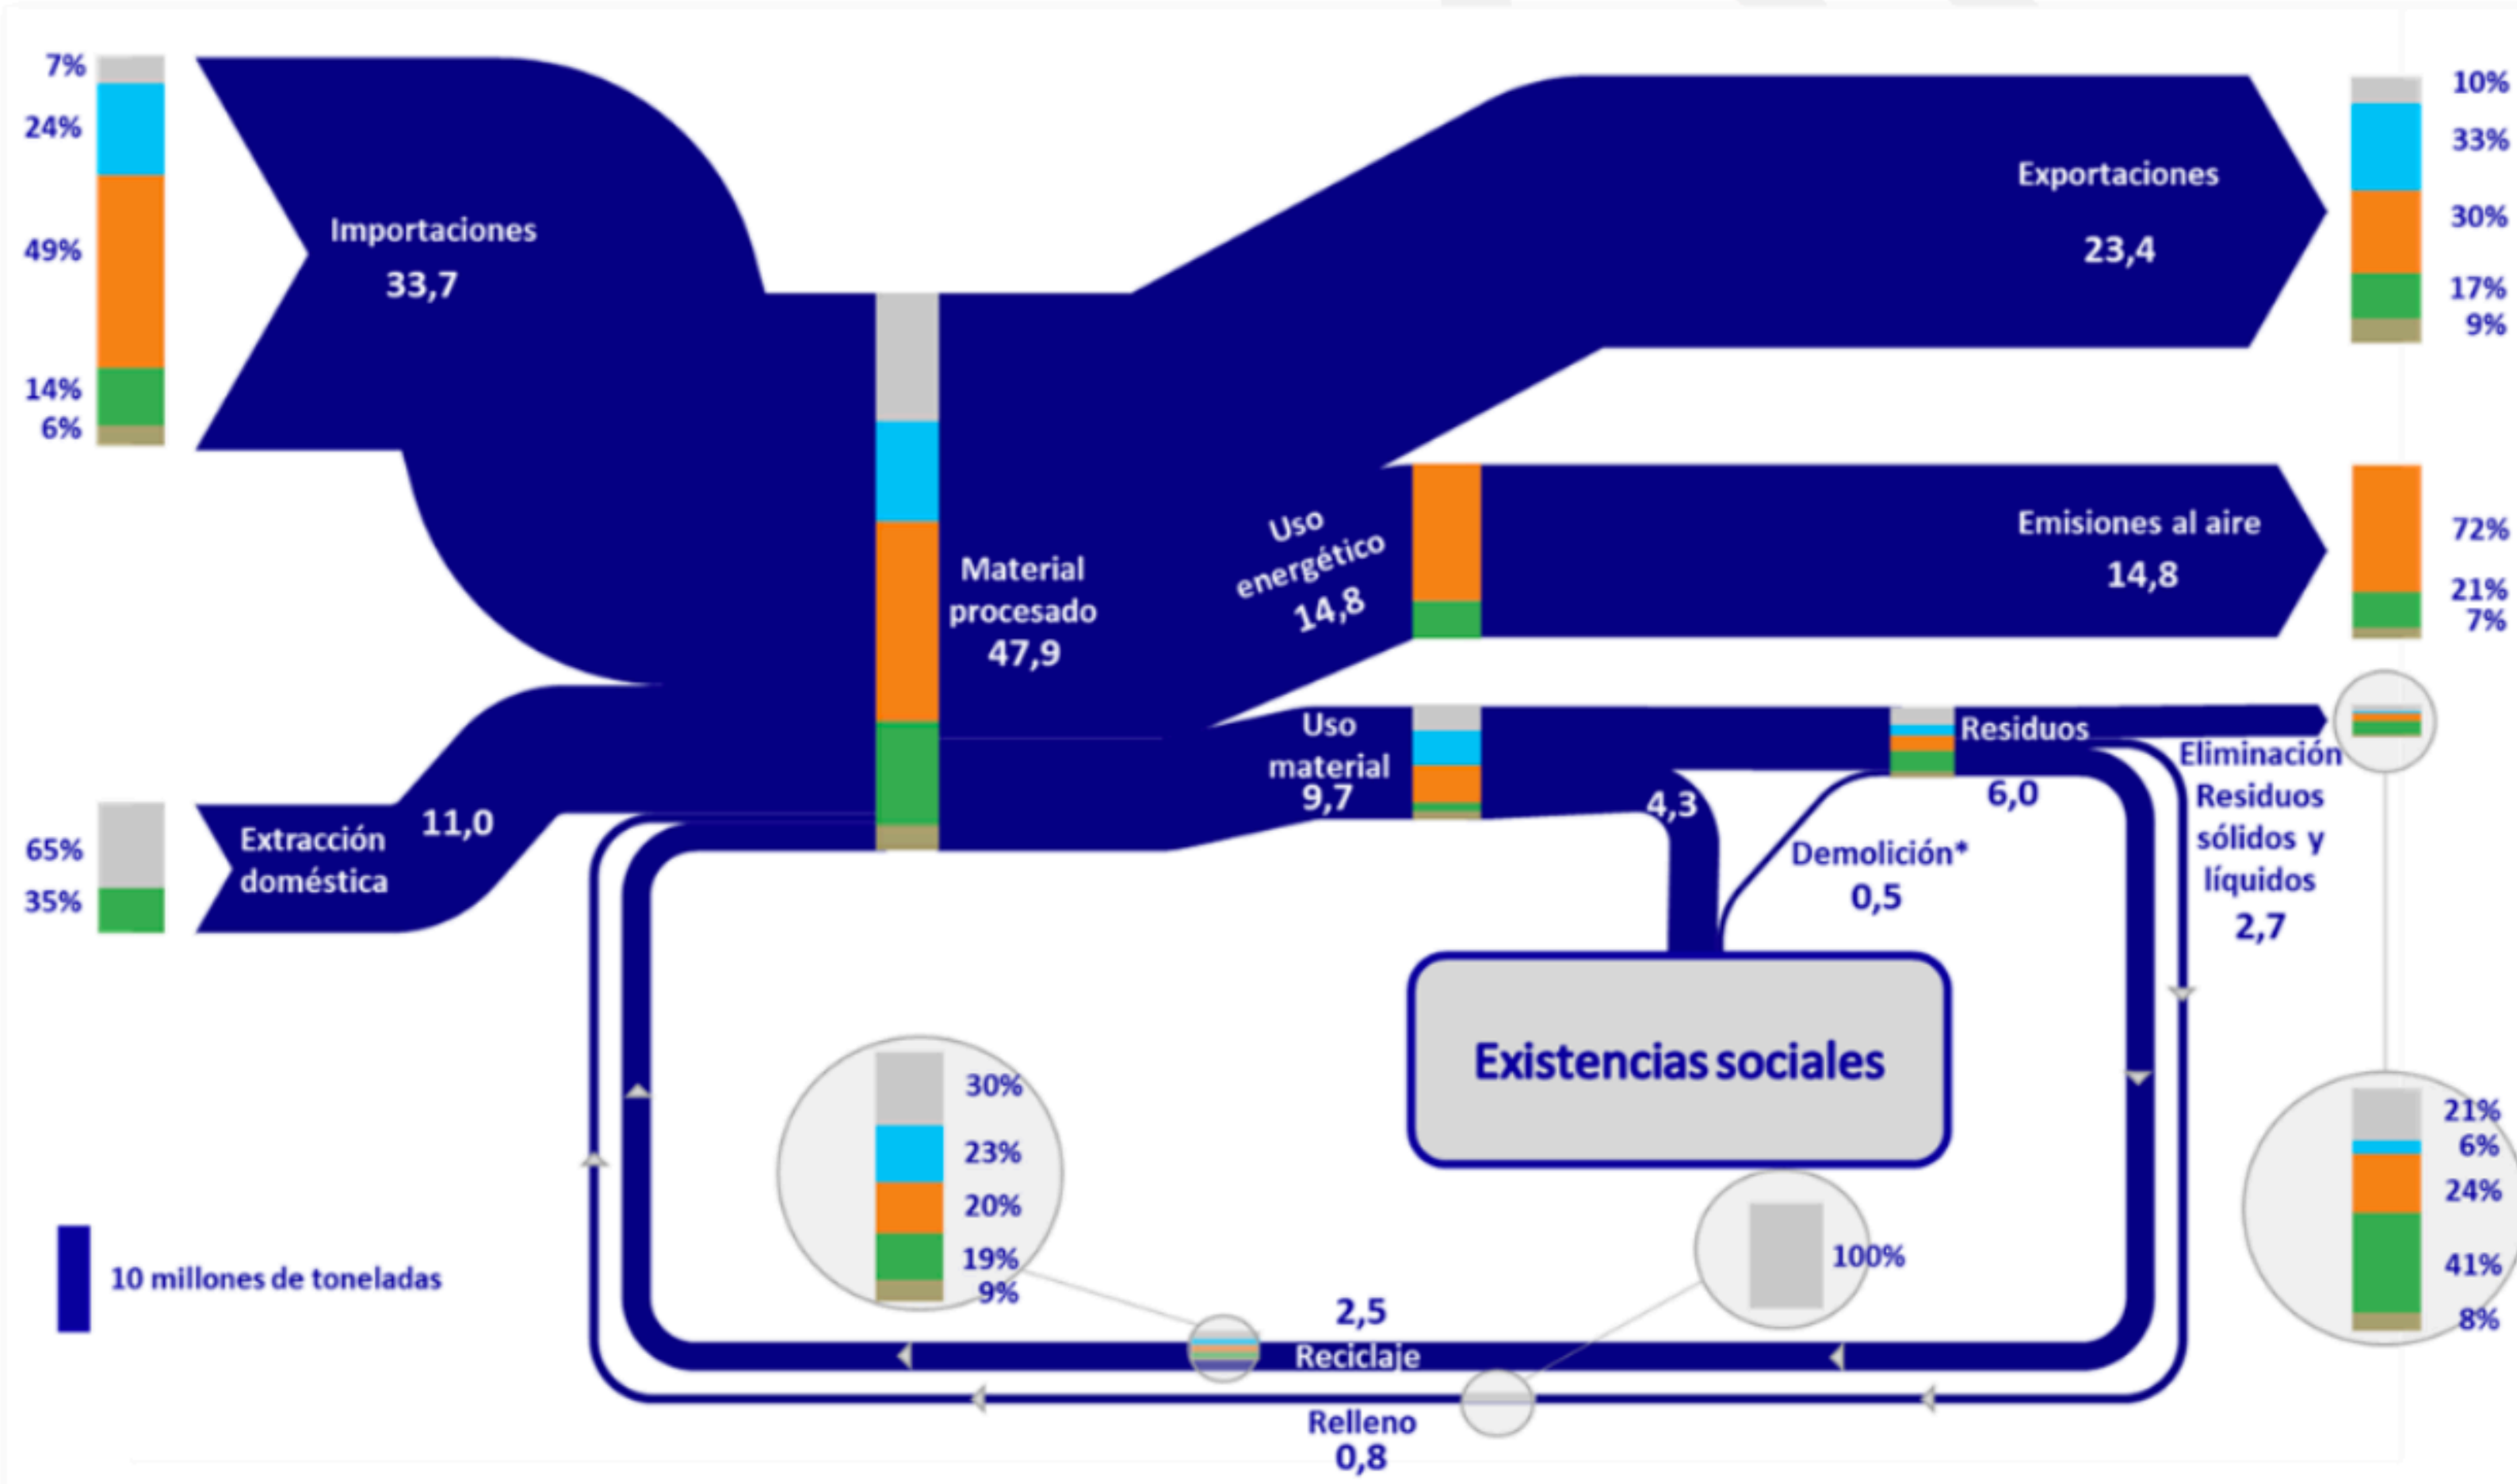 7%
24%
49%
14%
6%
Importaciones
33,7
65%
35%
Extracción
doméstica
11,0
Material
procesado
47,9
Uso
energético
14,8
Uso
material
9,7
Exportaciones
23,4
10%
33%
30%
17%
9%
Emisiones al aire
14,8
72%
21%
7%
Residuos
6,0
4,3
Demolición*
0,5
Eliminación
Residuos
sólidos y
líquidos
2,7
Existencias sociales
30%
23%
20%
19%
9%
100%
21%
6%
24%
41%
8%
10 millones de toneladas
2,5
Reciclaje
Relleno
0,8